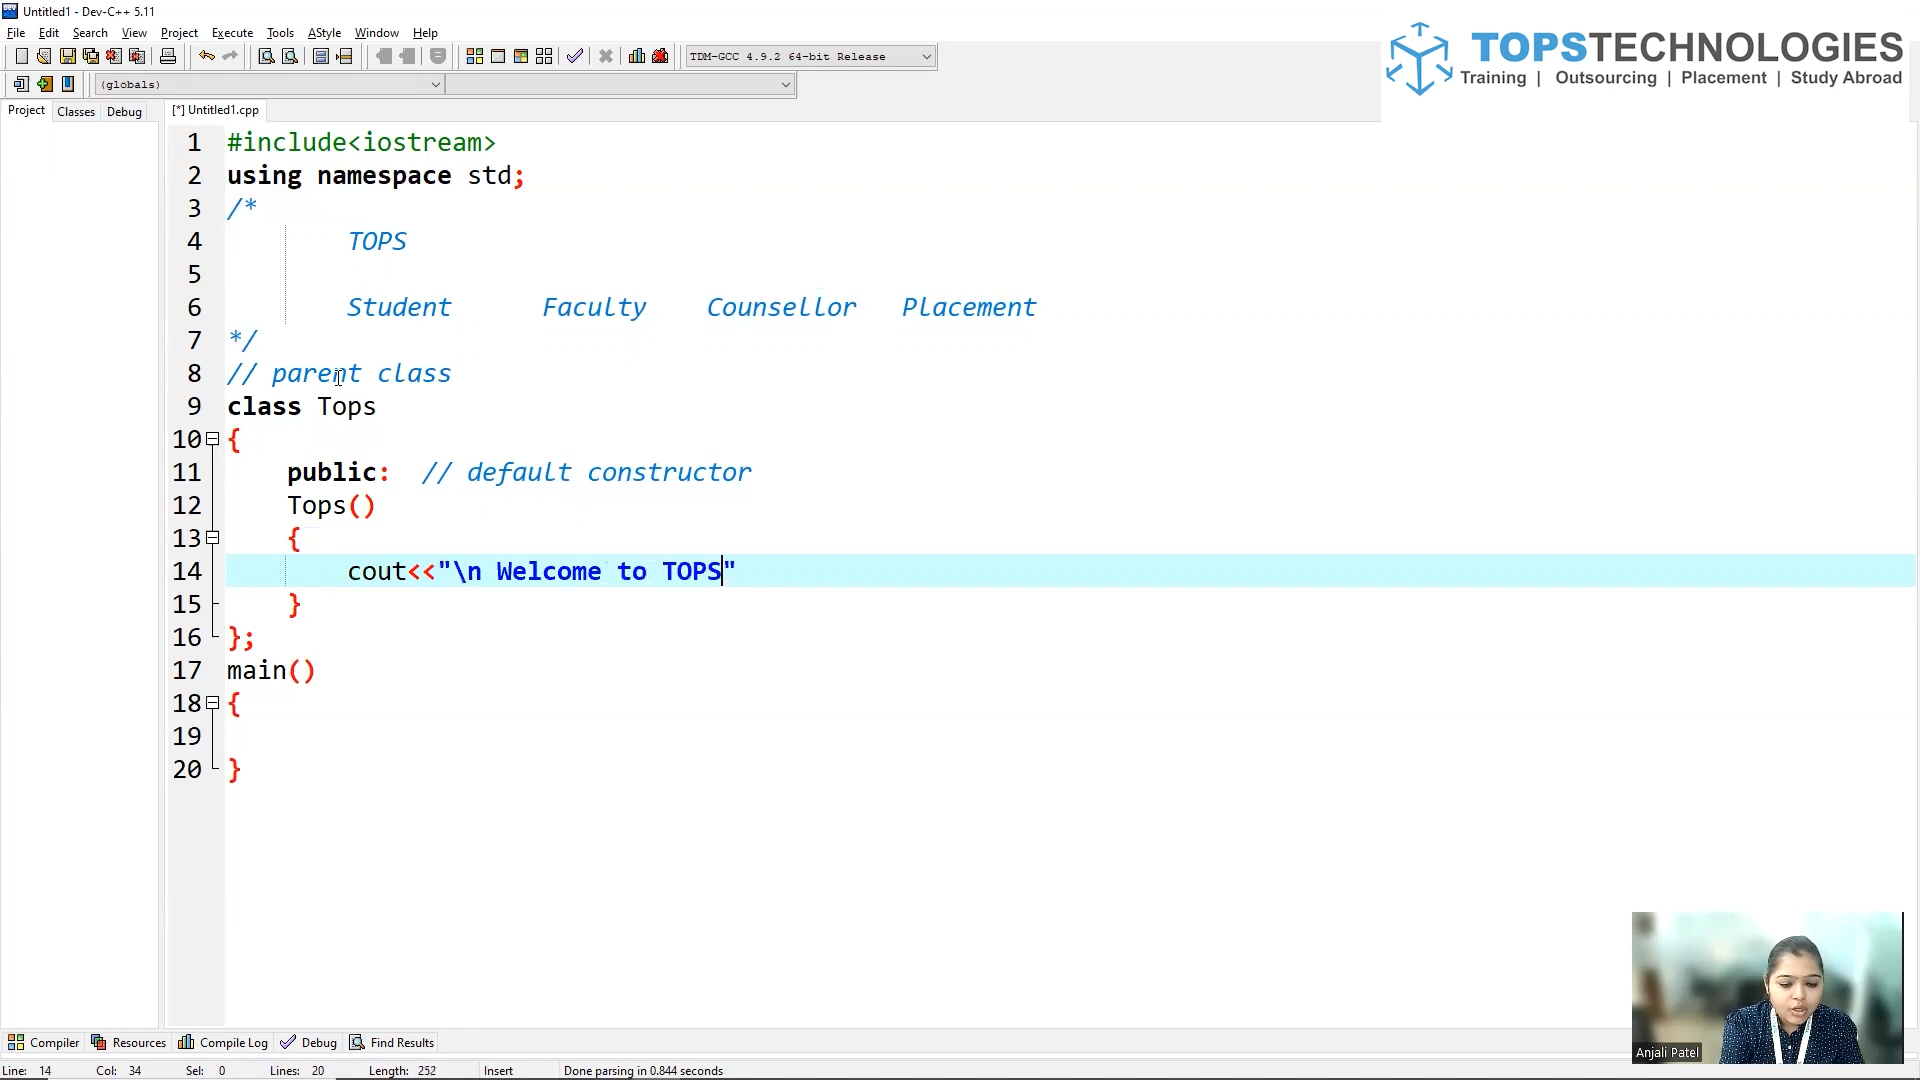 Untitled1 - Dev-C++ 5.11
File Edit Search View Project Execute Tools AStyle Window Help
TDM-GCC 4.9.2 64-bit Release
(globals)
TOPSTECHNOLOGIES
Training | Outsourcing | Placement | Study Abroad
Project Classes Debug
[*] Untitled1.cpp
1 #include<iostream>
2 using namespace std;
3 /*
4 TOPS
5
6 Student Faculty Counsellor Placement
7 */
8 // parent class
9 class Tops
10 {
11 public: // default constructor
12 Tops()
13 {
14 cout<<"\n Welcome to TOPS"
15 }
16 };
17 main()
18 {
19
20 }
Anjali Patel
Compiler Resources Compile Log Debug Find Results
Line: 14 Col: 34 Sel: 0 Lines: 20 Length: 252 Insert Done parsing in 0.844 seconds